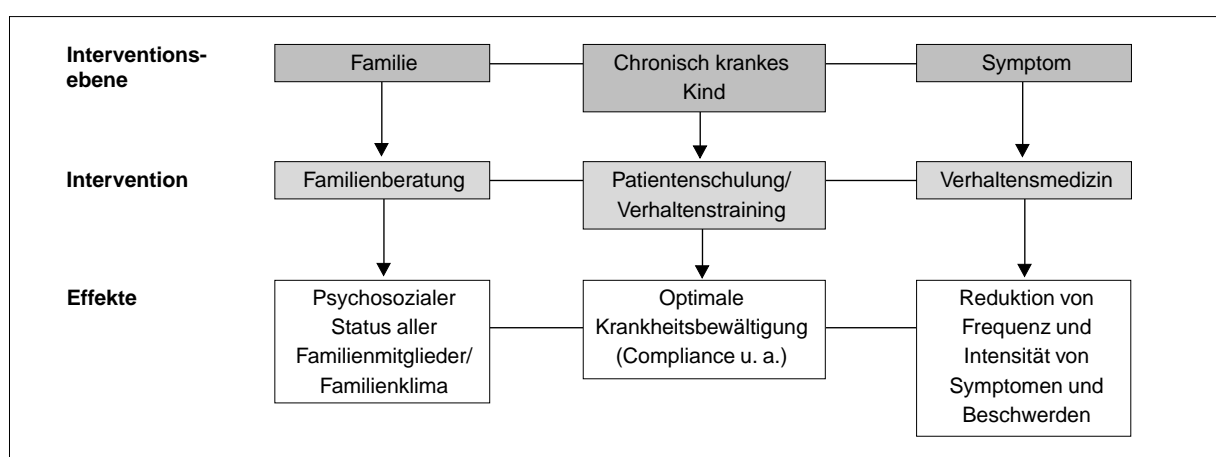 Interventions-
ebene
Familie
Chronisch krankes
Kind
Symptom
Intervention
Familienberatung
Patientenschulung/
Verhaltenstraining
Verhaltensmedizin
Effekte
Psychosozialer
Status aller
Familienmitglieder/
Familienklima
Optimale
Krankheitsbewältigung
(Compliance u. a.)
Reduktion von
Frequenz und
Intensität von
Symptomen und
Beschwerden